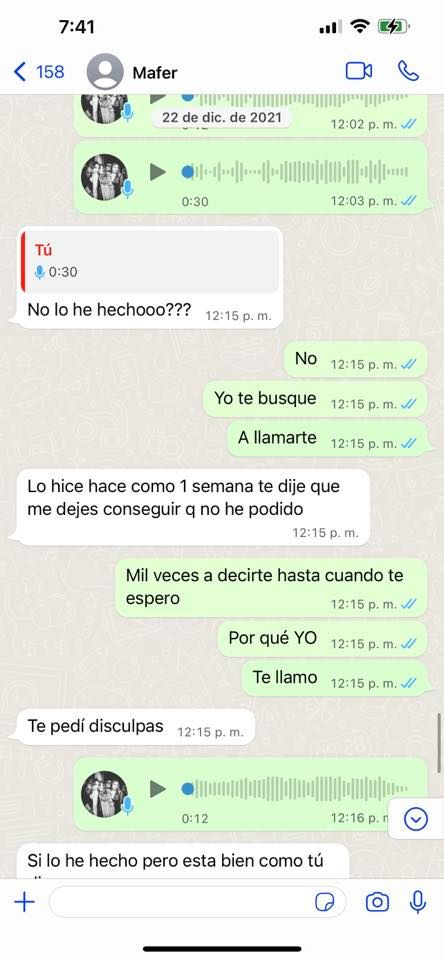 7:41
158
Mafer
22 de dic. de 2021
12:02 p. m.
0:30
12:03 p. m.
Tú
0:30
No lo he hechooo???
12:15 p. m.
No
12:15 p. m.
Yo te busque
12:15 p. m.
A llamarte
12:15 p. m.
Lo hice hace como 1 semana te dije que
me dejes conseguir q no he podido
12:15 p. m.
Mil veces a decirte hasta cuando te
espero
12:15 p. m.
Por qué YO
12:15 p. m.
Te llamo
12:15 p. m.
Te pedí disculpas
12:15 p. m.
0:12
12:16 p.
Si lo he hecho pero esta bien como tú